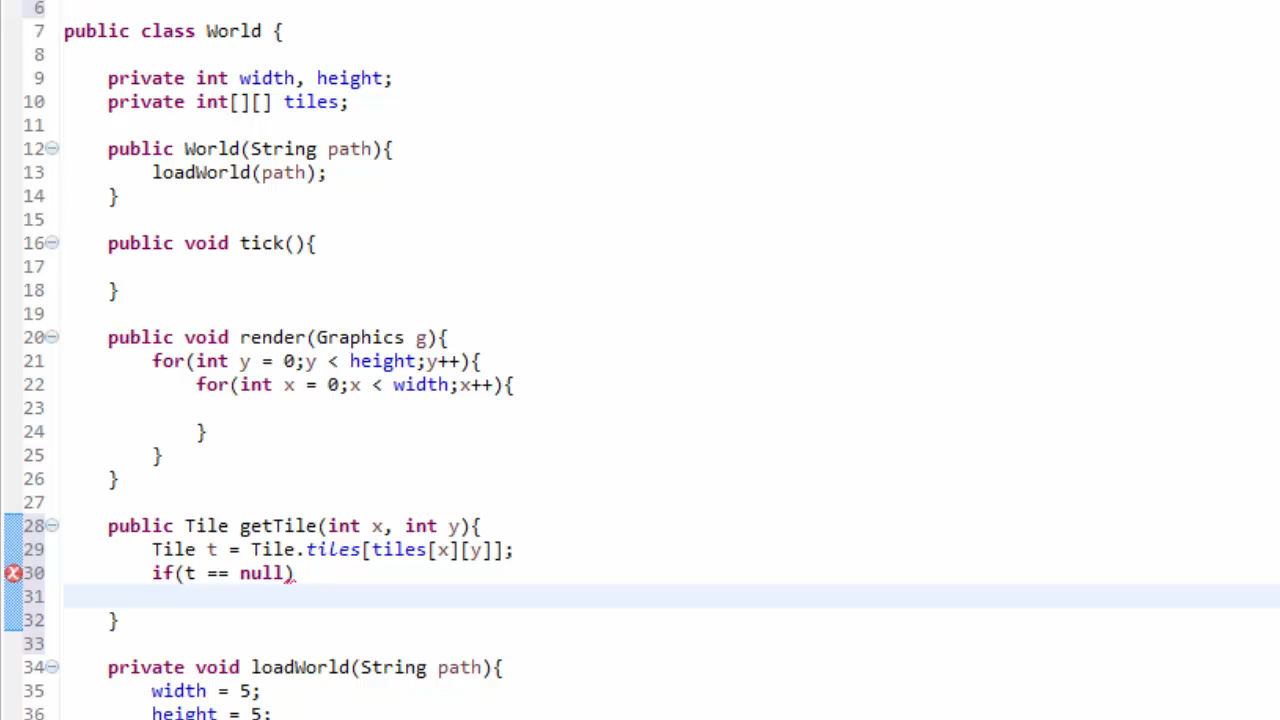 6
7 public class World {
8
9     private int width, height;
10     private int[][] tiles;
11
12     public World(String path){
13         loadWorld(path);
14     }
15
16     public void tick(){
17
18     }
19
20     public void render(Graphics g){
21         for(int y = 0;y < height;y++){
22             for(int x = 0;x < width;x++){
23
24             }
25         }
26     }
27
28     public Tile getTile(int x, int y){
29         Tile t = Tile.tiles[tiles[x][y]];
30         if(t == null)
31
32     }
33
34     private void loadWorld(String path){
35         width = 5;
36         height = 5;